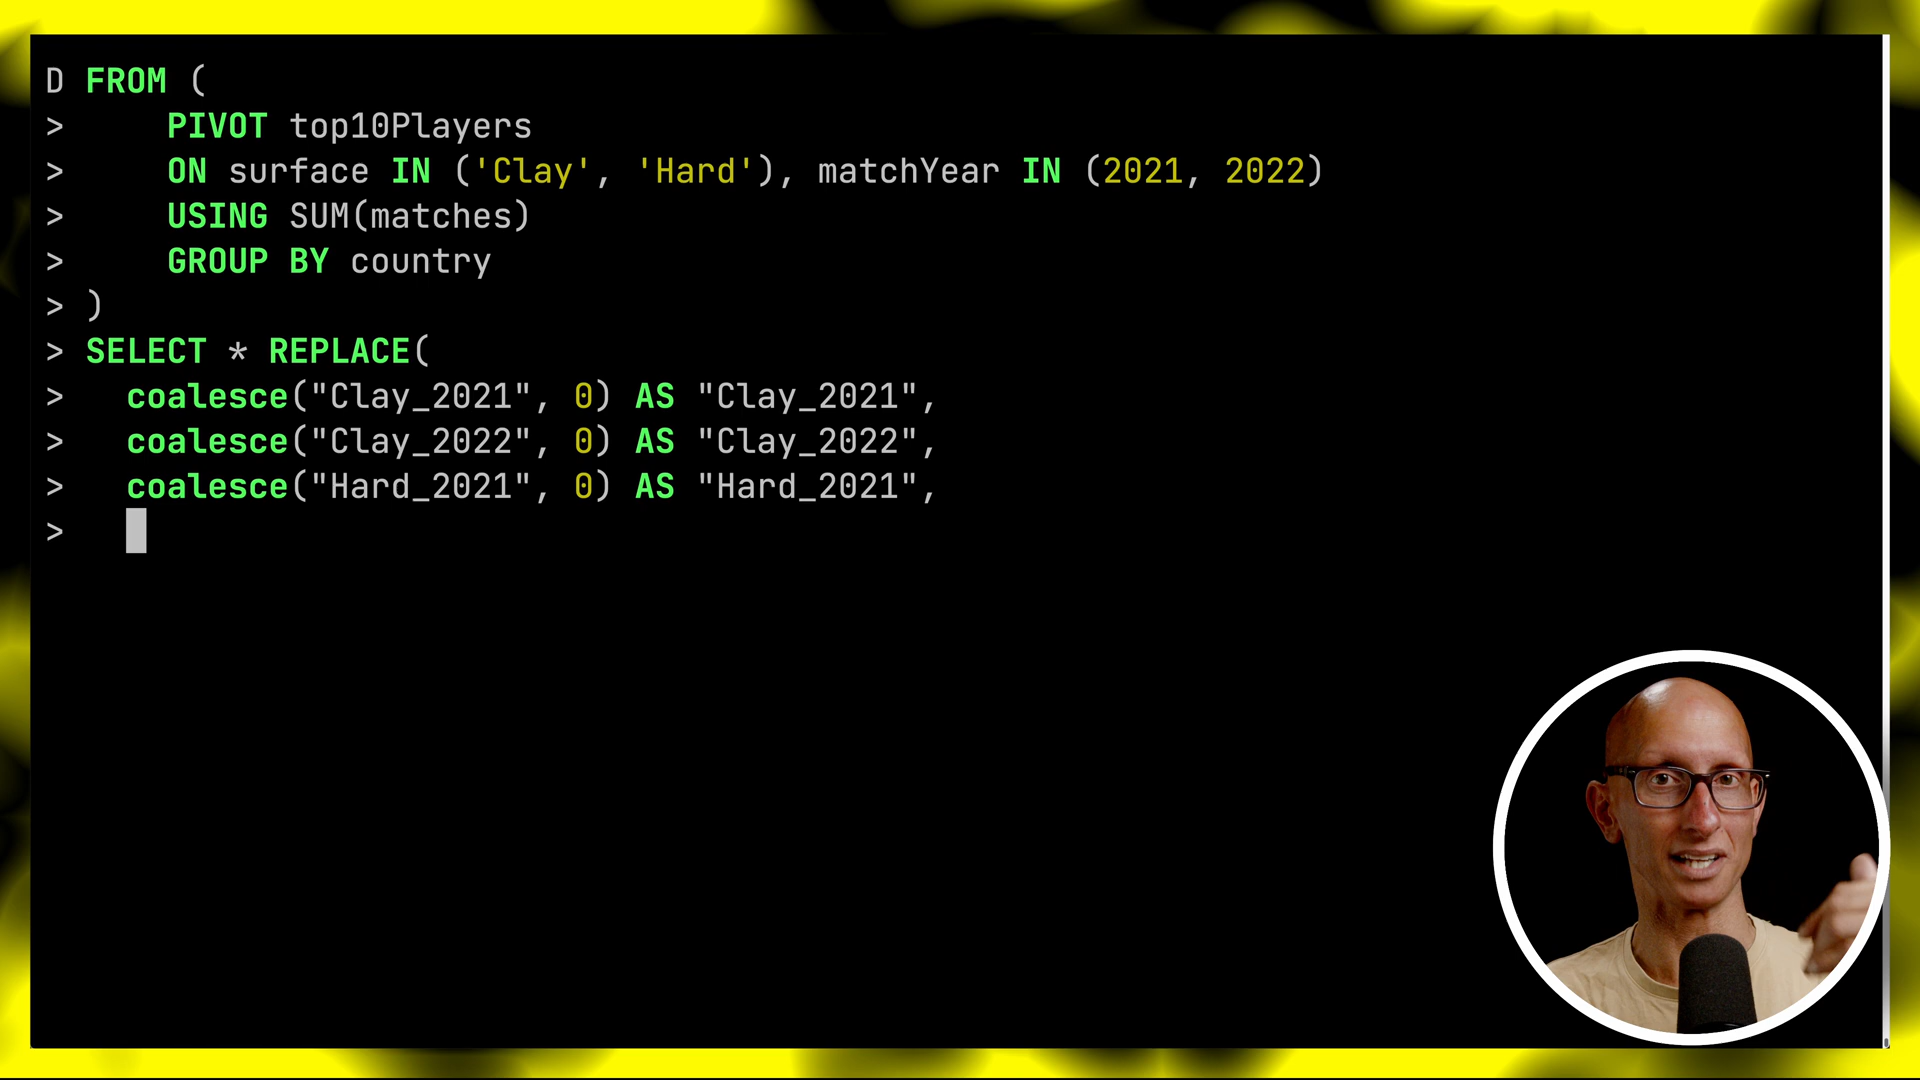 D FROM (
>     PIVOT top10Players
>     ON surface IN ('Clay', 'Hard'), matchYear IN (2021, 2022)
>     USING SUM(matches)
>     GROUP BY country
> )
> SELECT * REPLACE(
>   coalesce("Clay_2021", 0) AS "Clay_2021",
>   coalesce("Clay_2022", 0) AS "Clay_2022",
>   coalesce("Hard_2021", 0) AS "Hard_2021",
>